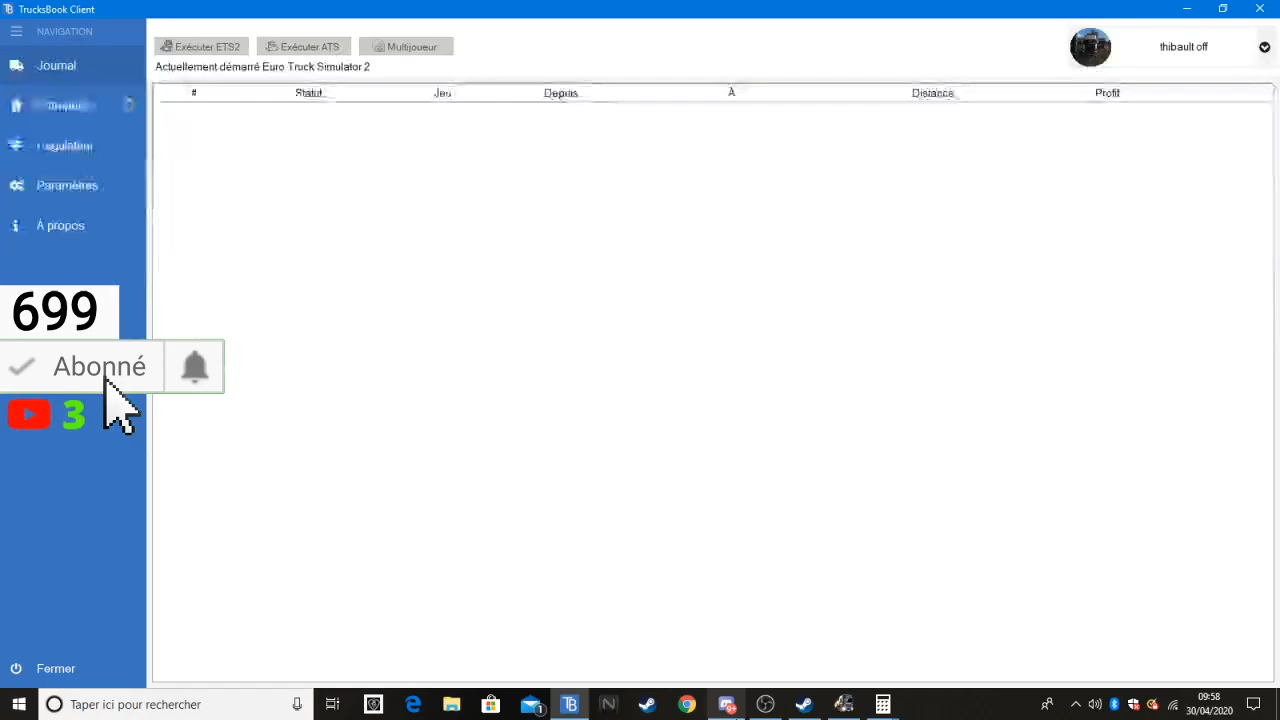 TrucksBook Client
NAVIGATION
Exécuter ETS2 Exécuter ATS Multijoueur
thibault off
Journal
Actuellement démarré Euro Truck Simulator 2
# Statut Jeu Depuis À Distance Profit
Paramètres
À propos
699
Abonné
3
Fermer
Taper ici pour rechercher
09:58
30/04/2020